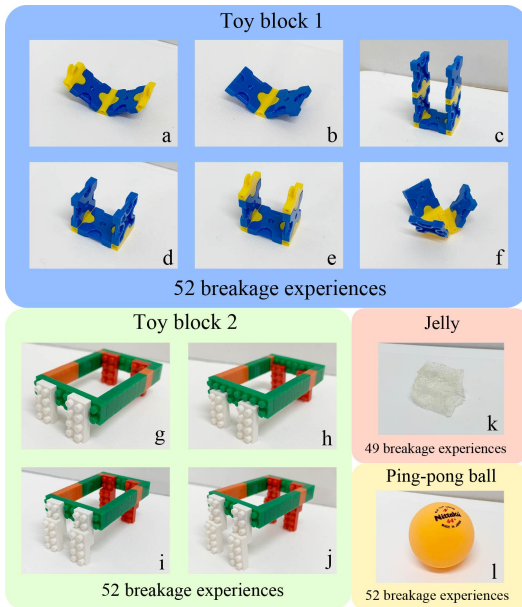 Toy block 1
a
b
c
d
e
f
52 breakage experiences
Toy block 2
g
h
i
j
52 breakage experiences
Jelly
k
49 breakage experiences
Ping-pong ball
Nittaku
l
52 breakage experiences